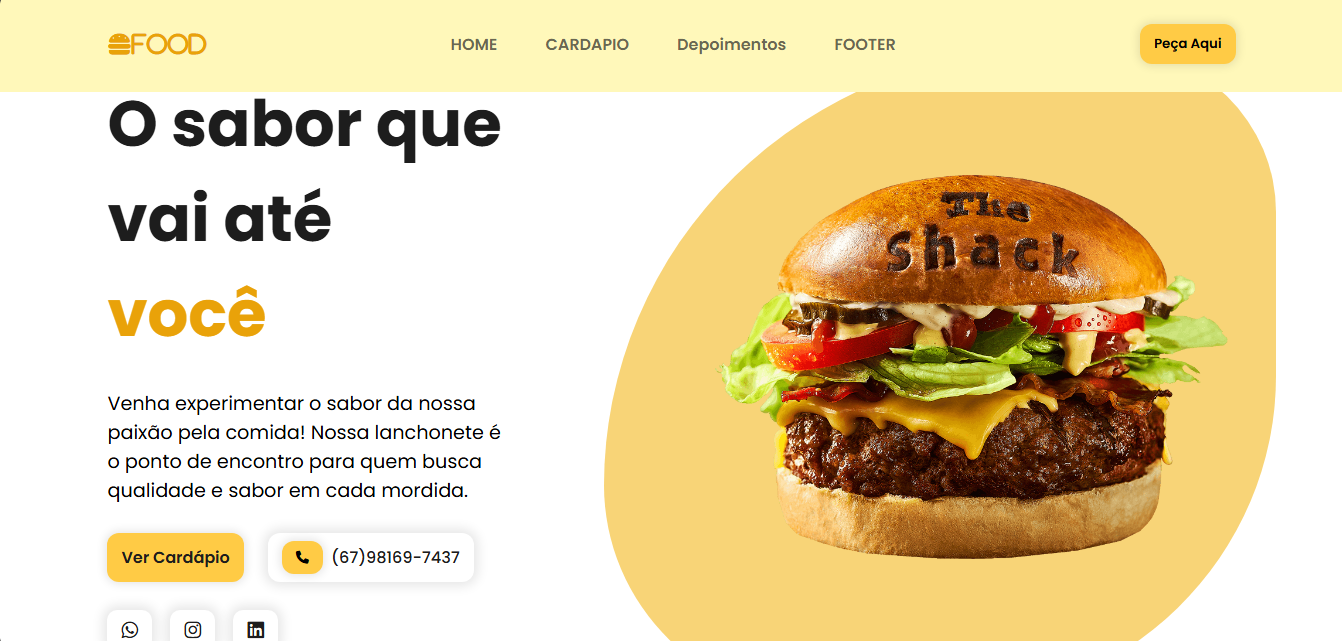 FOOD
HOME CARDAPIO Depoimentos FOOTER
Peça Aqui
O sabor que
vai até
você
Venha experimentar o sabor da nossa
paixão pela comida! Nossa lanchonete é
o ponto de encontro para quem busca
qualidade e sabor em cada mordida.
Ver Cardápio
(67)98169-7437
The
Shack
in